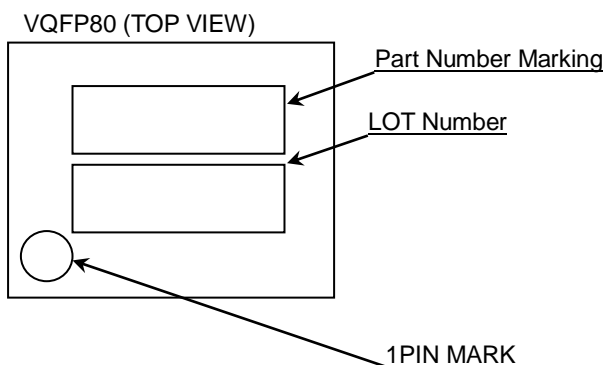 VQFP80 (TOP VIEW)
Part Number Marking
LOT Number
1PIN MARK